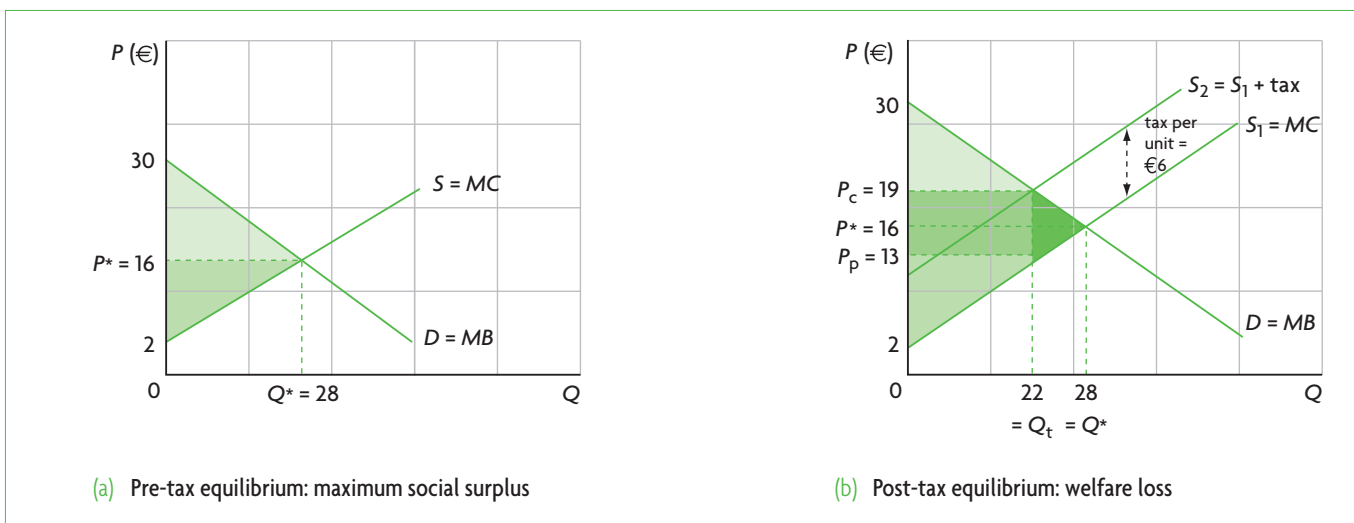 P (€)
30
S = MC
P* = 16
2
D = MB
0
Q* = 28
Q
(a) Pre-tax equilibrium: maximum social surplus
P (€)
S₂ = S₁ + tax
30
tax per
unit =
€6
S₁ = MC
Pc = 19
P* = 16
Pp = 13
2
D = MB
0
22 28
Q
= Qt = Q*
(b) Post-tax equilibrium: welfare loss